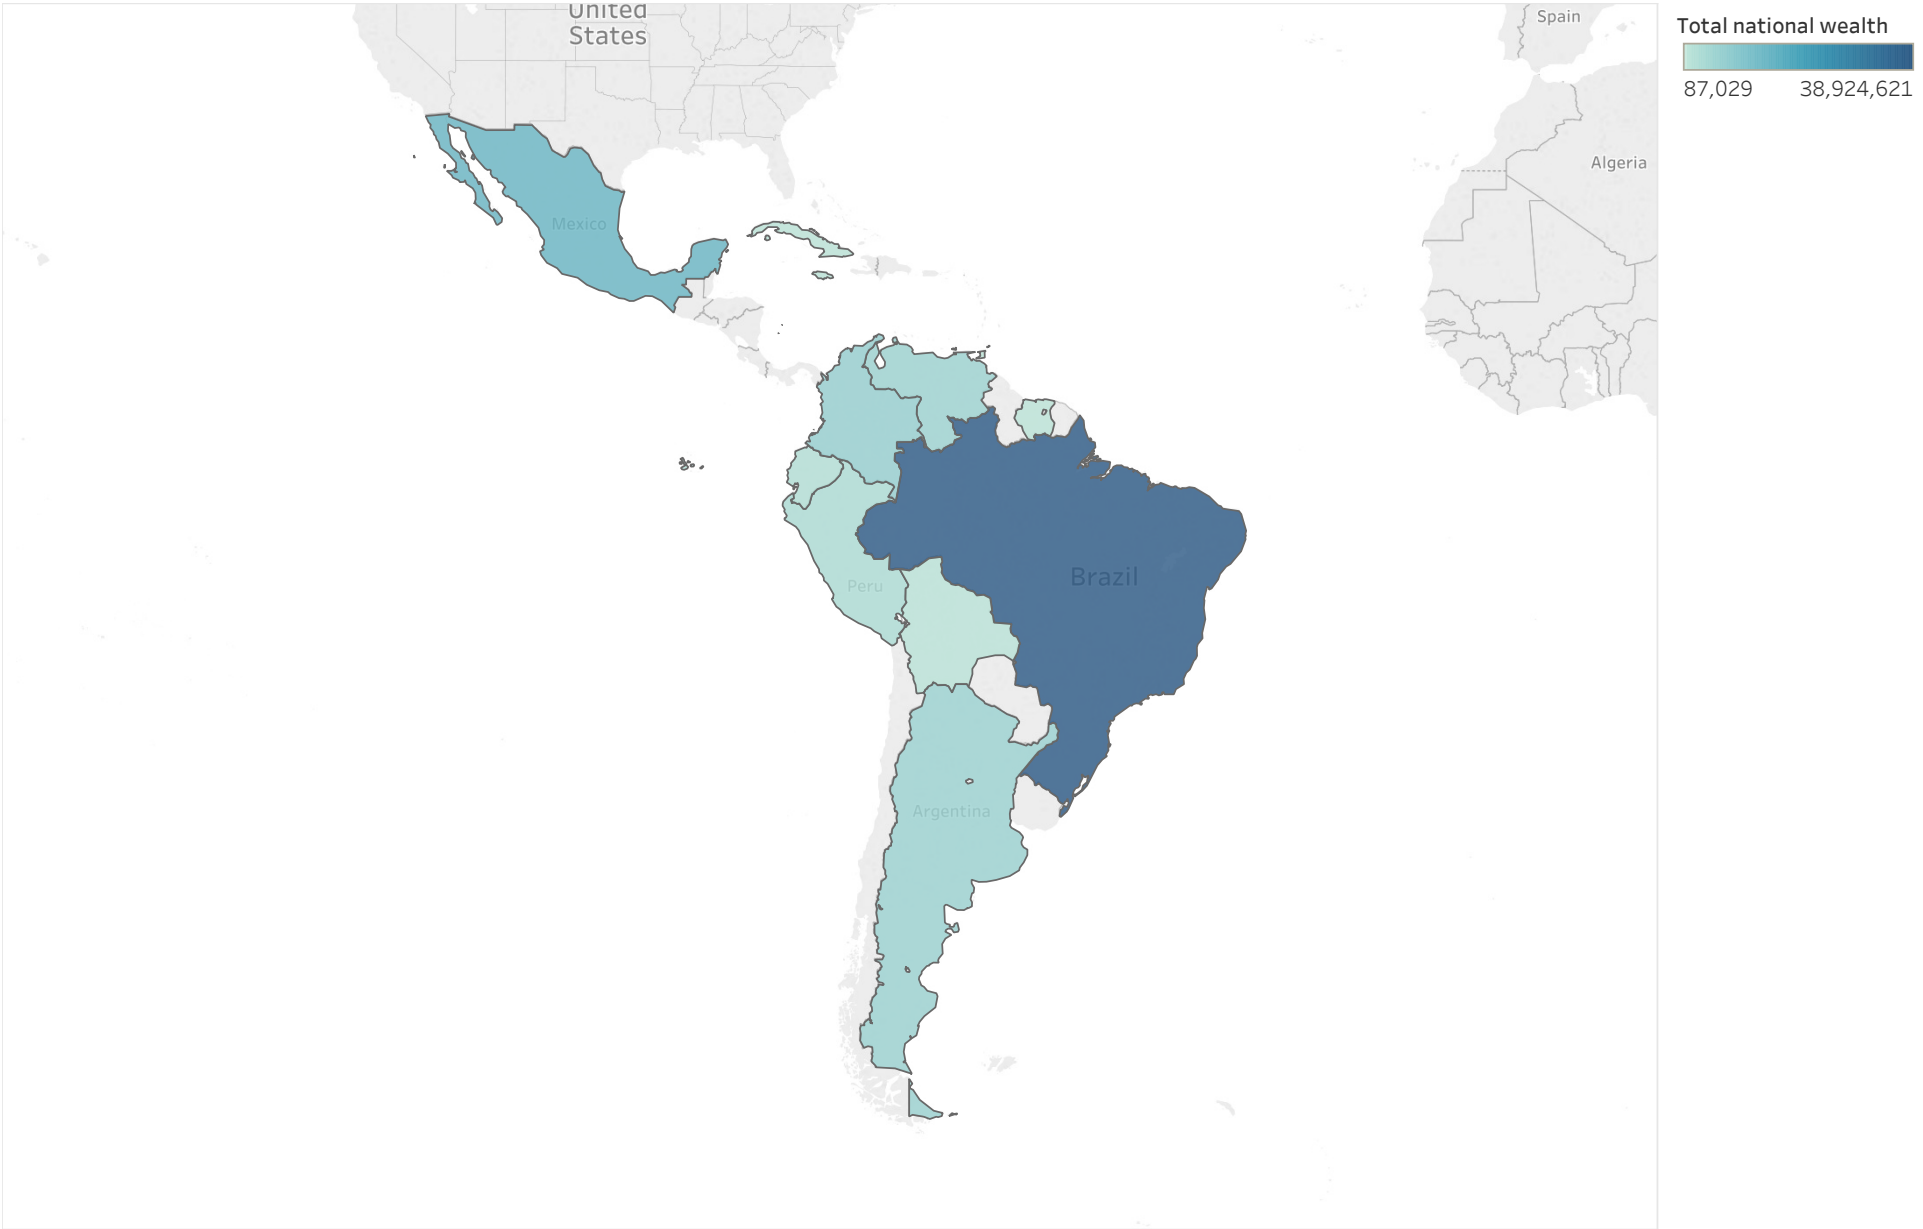 United
States
Spain
Total national wealth
87,029 38,924,621
Algeria
Mexico
Brazil
Peru
Argentina